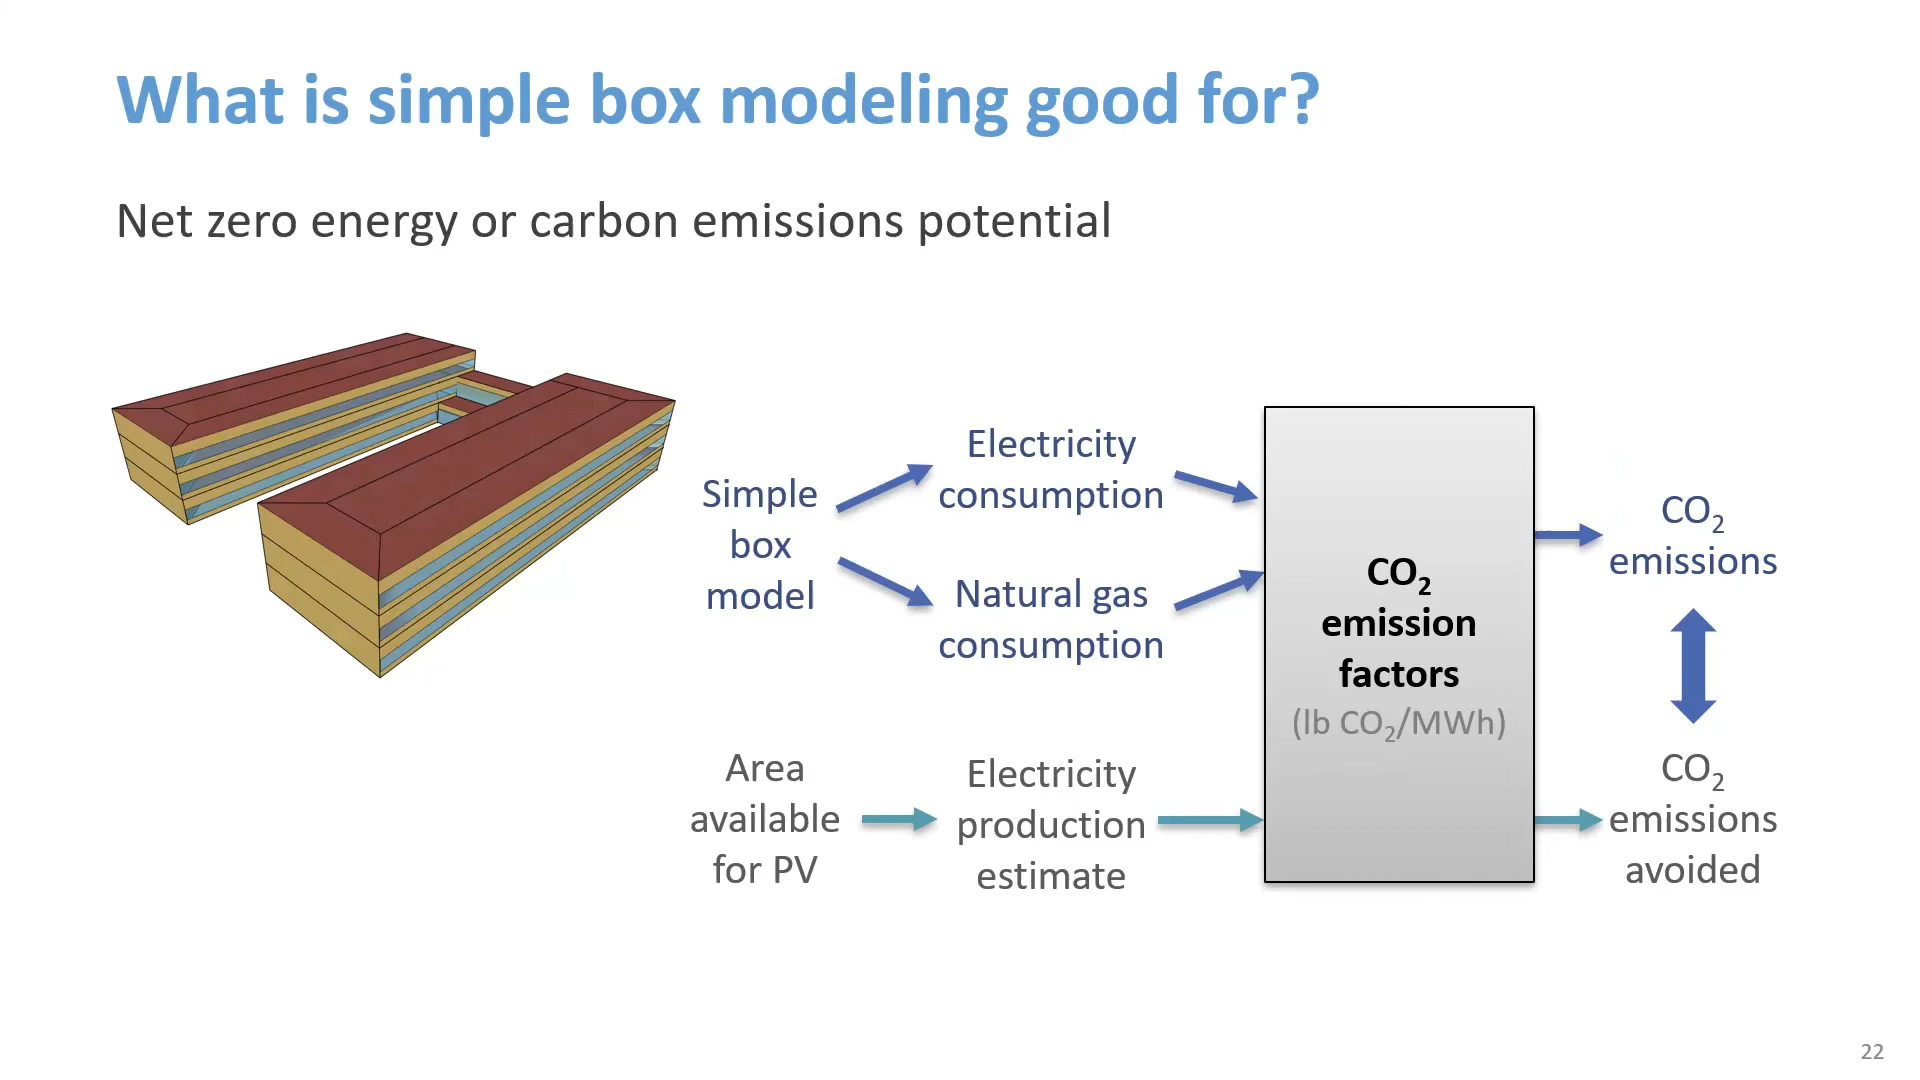 What is simple box modeling good for?
Net zero energy or carbon emissions potential
Simple
box
model
Electricity
consumption
Natural gas
consumption
CO₂
emission
factors
(lb CO₂/MWh)
CO₂
emissions
Area
available
for PV
Electricity
production
estimate
CO₂
emissions
avoided
22